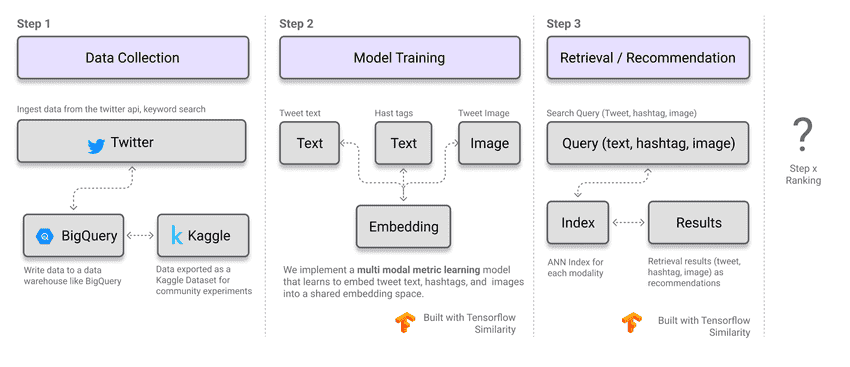 Step 1
Data Collection
Ingest data from the twitter api, keyword search
Twitter
BigQuery
Kaggle
Write data to a data
warehouse like BigQuery
Data exported as a
Kaggle Dataset for
community experiments
Step 2
Model Training
Tweet text
Hast tags
Tweet Image
Text
Text
Image
Embedding
We implement a multi modal metric learning model
that learns to embed tweet text, hashtags, and images
into a shared embedding space.
Built with Tensorflow
Similarity
Step 3
Retrieval / Recommendation
Search Query (Tweet, hashtag, image)
Query (text, hashtag, image)
Index
Results
ANN Index for
each modality
Retrieval results (tweet,
hashtag, image) as
recommendations
Built with Tensorflow
Similarity
?
Step x
Ranking